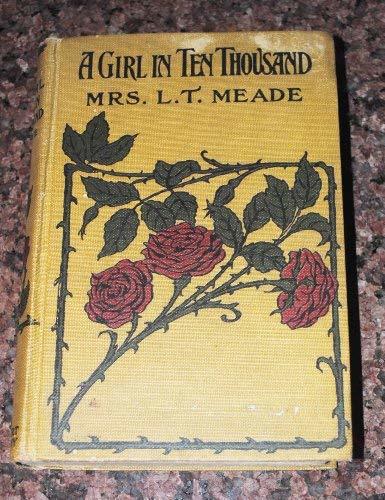 A GIRL IN TEN THOUSAND
MRS. L.T. MEADE